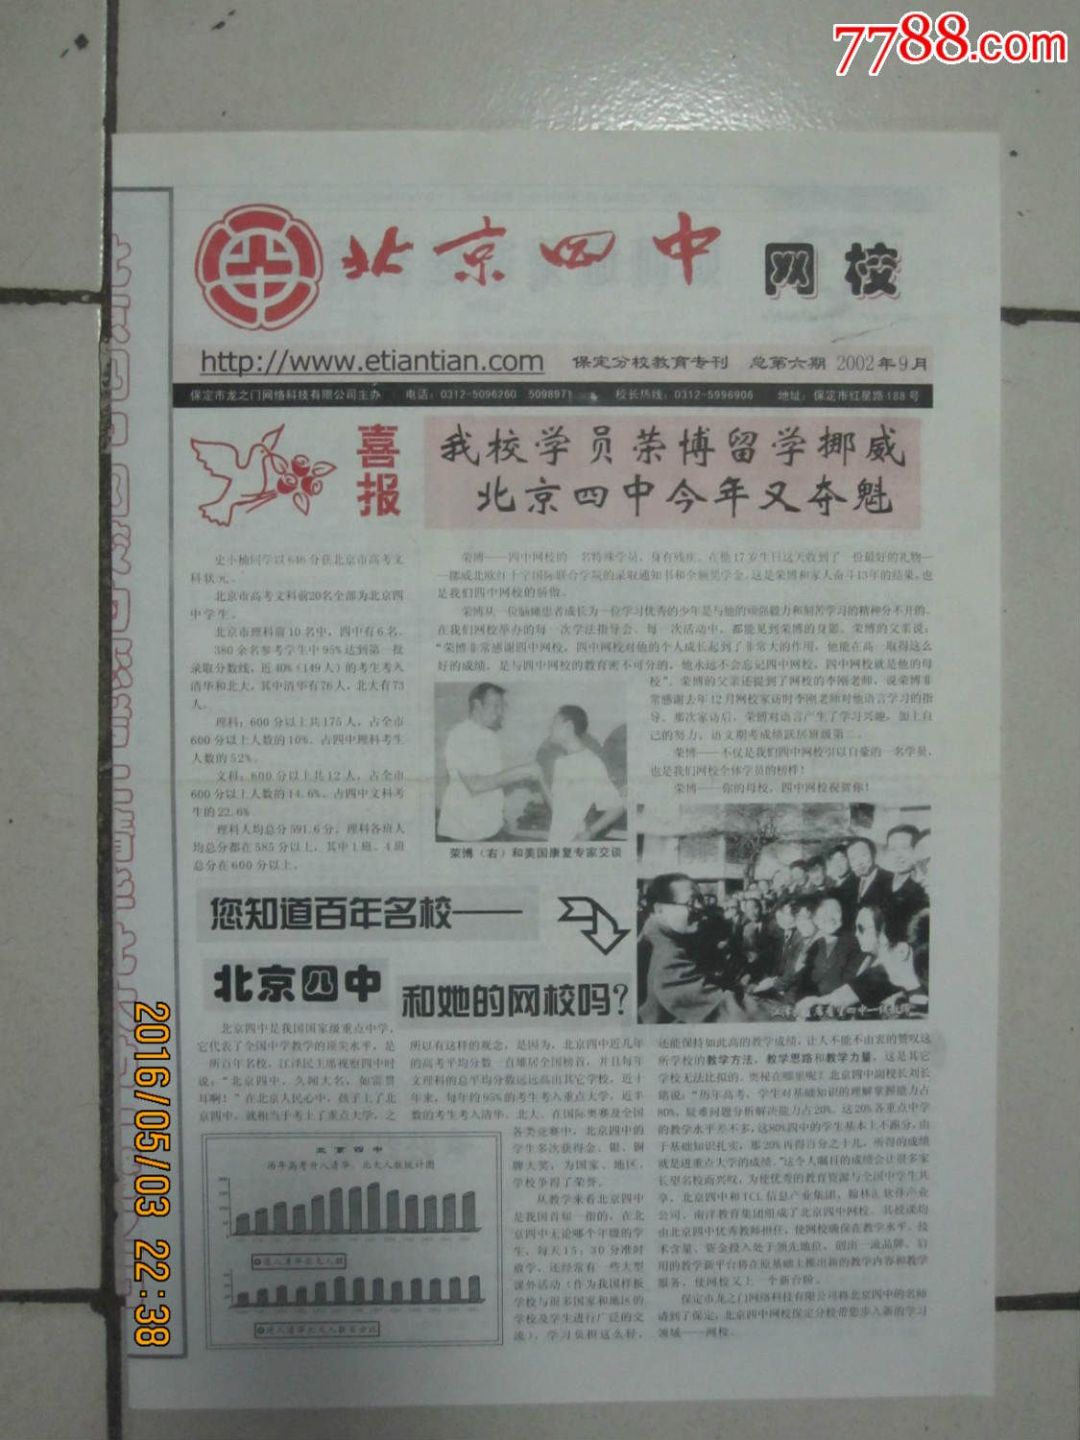 7788.com
北京四中 网校
http://www.etiantian.com 保定分校教育专刊 总第六期 2002年9月
保定市龙之门网络科技有限公司主办 电话：0312-5096260 5098971 校长热线：0312-5996906 地址：保定市红星路188号
喜报
我校学员荣博留学挪威
北京四中今年又夺魁
史小楠同学以646分获北京市高考文
科状元。
北京市高考文科前20名全部为北京四
中学生。
北京市理科前10名中，四中有6名。
380余名参考学生中95%达到第一批
录取分数线，近40%（149人）的考生考入
清华和北大，其中清华有76人，北大有73
人。
理科：600分以上共175人，占全市
600分以上人数的10%、占四中理科考生
人数的52%。
文科：600分以上共12人，占全市
600分以上人数的14.6%、占四中文科考
生的22.6%
理科人均总分591.6分，理科各班人
均总分都在585分以上，其中1班、4班
总分在600分以上。
荣博——四中网校的一名特殊学员，身有残疾。在他17岁生日这天收到了一份最好的礼物—
—挪威北欧红十字国际联合学院的录取通知书和全额奖学金。这是荣博和家人奋斗13年的结果，也
是我们四中网校的骄傲。
荣博从一位脑瘫患者成长为一位学习优秀的少年是与他的顽强毅力和刻苦学习的精神分不开的。
在我们网校举办的每一次学法指导会、每一次活动中，都能见到荣博的身影。荣博的父亲说：
“荣博非常感谢四中网校，四中网校对他的个人成长起到了非常大的作用，他能在高一取得这么
好的成绩，是与四中网校的教育密不可分的，他永远不会忘记四中网校，四中网校就是他的母
校”。荣博的父亲还提到了网校的李刚老师，说荣博非
常感谢去年12月网校家访时李刚老师对他语言学习的指
导。那次家访后，荣博对语言产生了学习兴趣，加上自
己的努力，语文期考成绩跃居班级第二。
荣博——不仅是我们四中网校引以自豪的一名学员，
也是我们网校全体学员的榜样！
荣博——你的母校，四中网校祝贺你！
荣博（右）和美国康复专家交谈
您知道百年名校——
北京四中
和她的网校吗？
北京四中是我国国家级重点中学，
它代表了全国中学教学的顶尖水平，是
一所百年名校，江泽民主席视察四中时
说：“北京四中，久闻大名，如雷贯
耳啊！”在北京人民心中，孩子上了北
京四中，就相当于考上了重点大学，之
北京四中
历年高考升入清华、北大人数统计图
进入清华北大人数
进入清华北大人数百分比
所以有这样的观念，是因为，北京四中近几年
的高考平均分数一直雄居全国榜首，并且每年
文理科的总平均分数远远高出其它学校，近十
年来，每年约95%的考生考入重点大学，近半
数的考生考入清华、北大。在国际奥赛及全国
各类竞赛中，北京四中的
学生多次获得金、银、铜
牌大奖，为国家、地区、
学校争得了荣誉。
从教学来看北京四中
是我国首屈一指的，在北
京四中无论哪个年级的学
生，每天15：30分准时
放学，还经常有一些大型
课外活动（作为我国样板
学校与很多国家和地区的
学校及学生进行广泛的交
流），学习负担这么轻，
还能保持如此高的教学成绩，让人不能不由衷的赞叹这
所学校的教学方法、教学思路和教学力量，这是其它
学校无法比拟的。奥秘在哪里呢？北京四中副校长刘长
铭说：“历年高考，学生对基础知识的理解掌握能力占
80%，疑难问题分析解决能力占20%。这20%各重点中学
的教学水平差不多，这80%四中的学生基本上不跑分，由
于基础知识扎实，那20%再得百分之十几，所得的成绩
就是进重点大学的成绩。”这令人瞩目的成绩会让很多家
长望名校而兴叹，为使优秀的教育资源与全国中学生共
享，北京四中和TCL信息产业集团、翰林汇软件产业
公司、南洋教育集团组成了北京四中网校。其授课均
由北京四中优秀教师担任，使网校确保在教学水平、技
术含量、资金投入处于领先地位，创出一流品牌。启
用的教学新平台将在原基础上推出新的教学内容和教学
服务，使网校又上一个新台阶。
保定市龙之门网络科技有限公司将北京四中的名师
请到了保定，北京四中网校保定分校带您步入新的学习
领域——网校。
2016/05/03 22:38